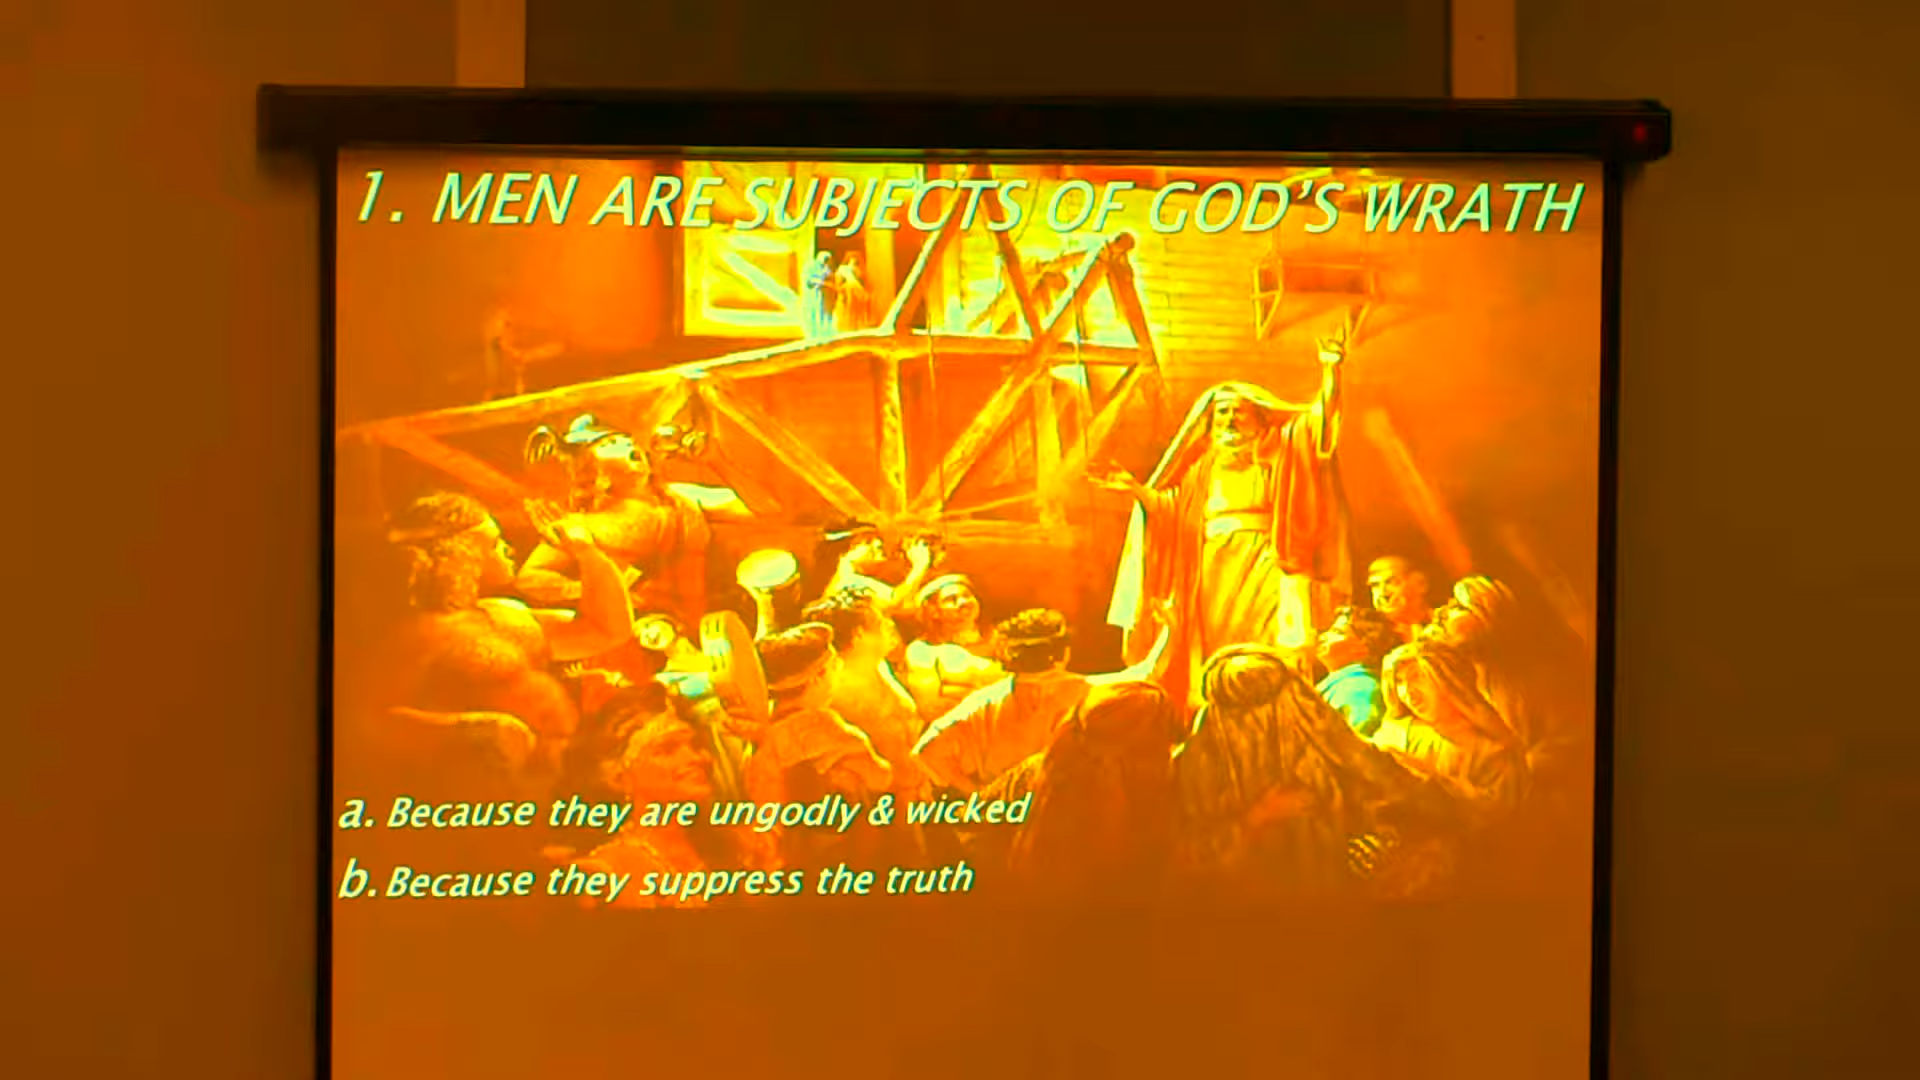 1. MEN ARE SUBJECTS OF GOD'S WRATH
a. Because they are ungodly & wicked
b. Because they suppress the truth